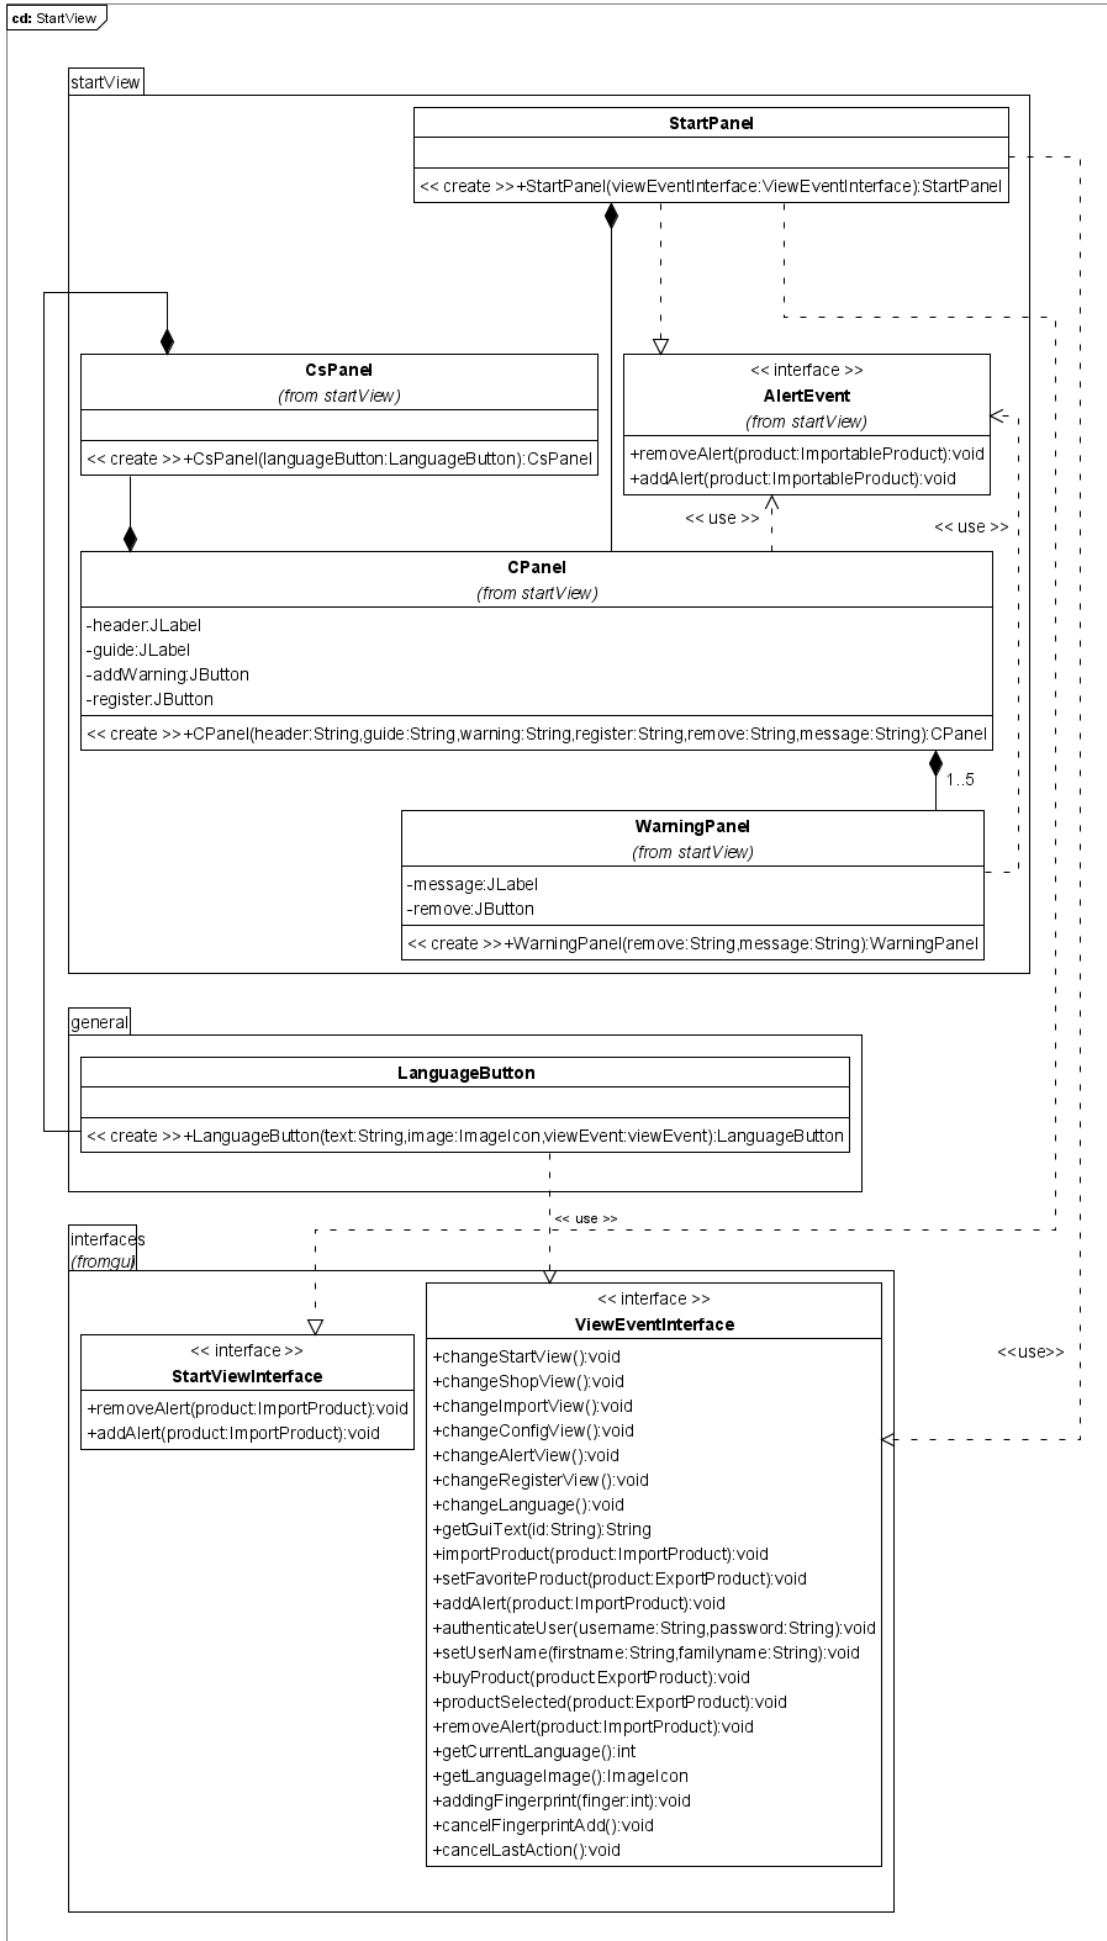 cd: StartView
startView
StartPanel
<< create >>+StartPanel(viewEventInterface:ViewEventInterface):StartPanel
CsPanel
(from startView)
<< create >>+CsPanel(languageButton:LanguageButton):CsPanel
<< interface >>
AlertEvent
(from startView)
+removeAlert(product:ImportableProduct):void
+addAlert(product:ImportableProduct):void
<< use >>
<< use >>
CPanel
(from startView)
-header:JLabel
-guide:JLabel
-addWarning:JButton
-register:JButton
<< create >>+CPanel(header:String,guide:String,warning:String,register:String,remove:String,message:String):CPanel
1..5
WarningPanel
(from startView)
-message:JLabel
-remove:JButton
<< create >>+WarningPanel(remove:String,message:String):WarningPanel
general
LanguageButton
<< create >>+LanguageButton(text:String,image:ImageIcon,viewEvent:viewEvent):LanguageButton
<< use >>
interfaces
(fromgui)
<< interface >>
StartViewInterface
+removeAlert(product:ImportProduct):void
+addAlert(product:ImportProduct):void
<< interface >>
ViewEventInterface
+changeStartView():void
+changeShopView():void
+changeImportView():void
+changeConfigView():void
+changeAlertView():void
+changeRegisterView():void
+changeLanguage():void
+getGuiText(id:String):String
+importProduct(product:ImportProduct):void
+setFavoriteProduct(product:ExportProduct):void
+addAlert(product:ImportProduct):void
+authenticateUser(username:String,password:String):void
+setUserName(firstname:String,familyname:String):void
+buyProduct(product:ExportProduct):void
+productSelected(product:ExportProduct):void
+removeAlert(product:ImportProduct):void
+getCurrentLanguage():int
+getLanguageImage():ImageIcon
+addingFingerprint(finger:int):void
+cancelFingerprintAdd():void
+cancelLastAction():void
<<use>>